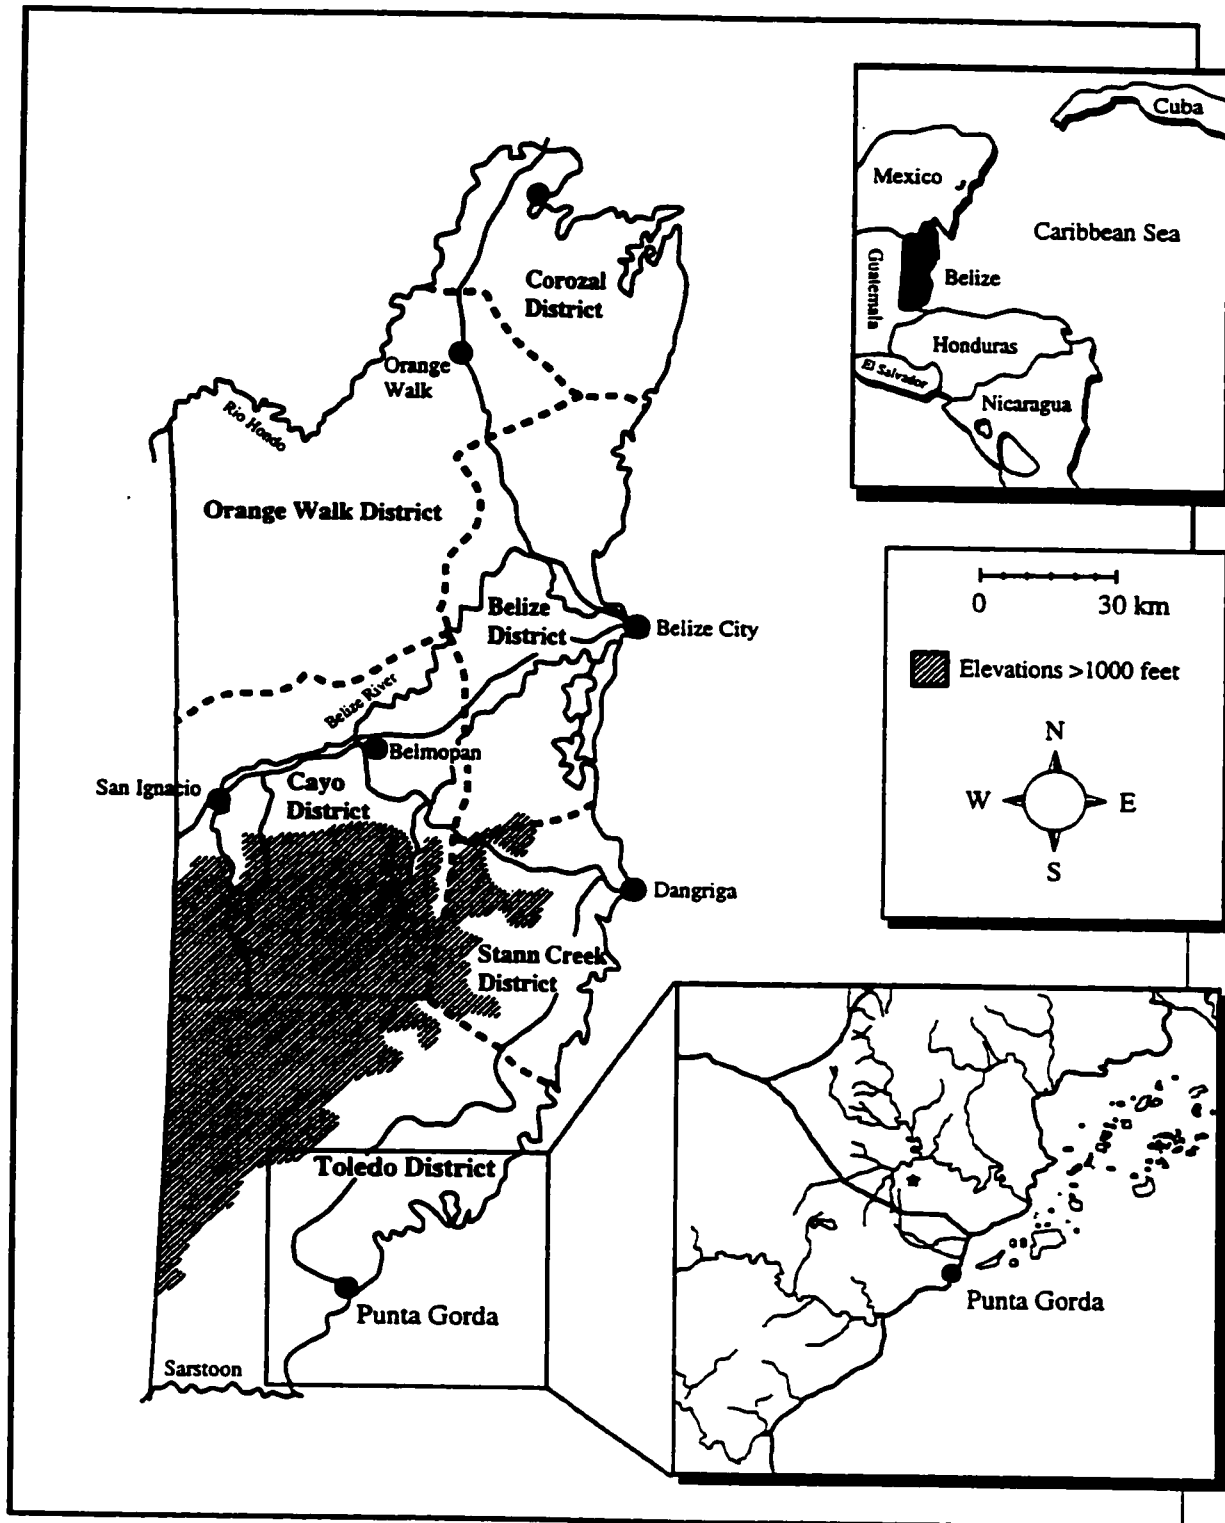 Cuba
Mexico
Caribbean Sea
Guatemala
Belize
Honduras
El Salvador
Nicaragua
Corozal
District
Orange
Walk
Rio Hondo
Orange Walk District
0 30 km
Belize
District
Belize City
Elevations >1000 feet
Belize River
N
Belmopan
San Ignacio
Cayo
District
W E
S
Dangriga
Stann Creek
District
Toledo District
Punta Gorda
Punta Gorda
Sarstoon